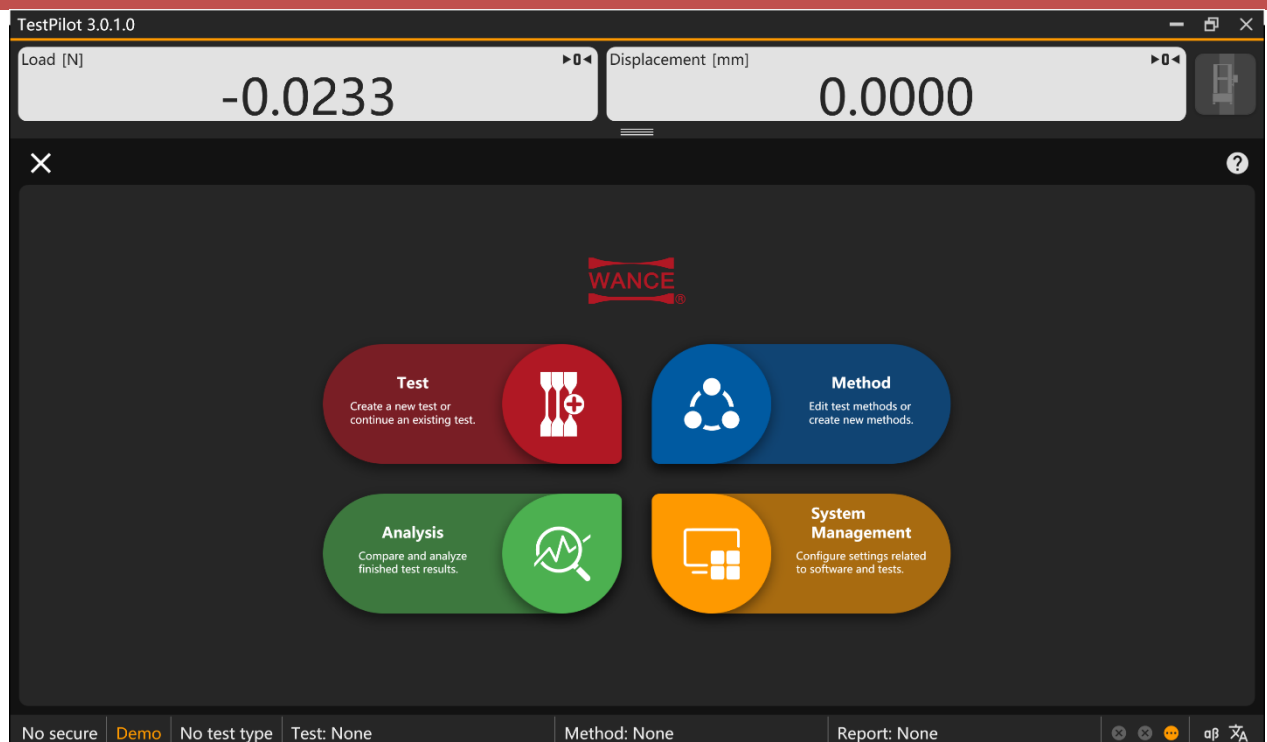 TestPilot 3.0.1.0
Load [N]
▸0◂
-0.0233
Displacement [mm]
▸0◂
0.0000
WANCE
®
Test
Create a new test or
continue an existing test.
Method
Edit test methods or
create new methods.
Analysis
Compare and analyze
finished test results.
System
Management
Configure settings related
to software and tests.
No secure
Demo
No test type
Test: None
Method: None
Report: None
αβ